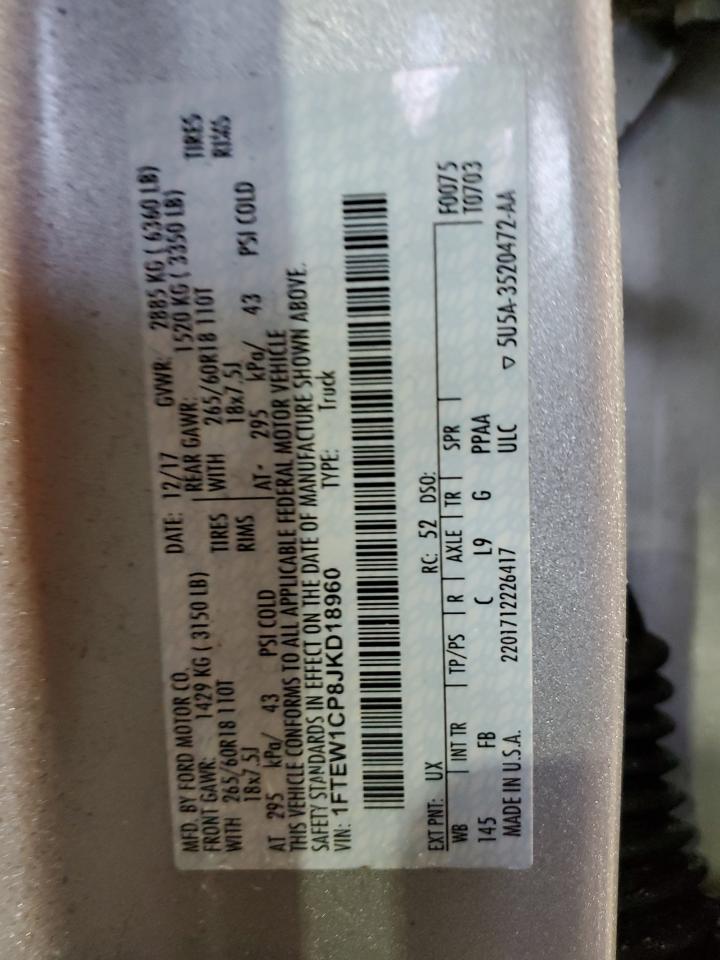 MFD. BY FORD MOTOR CO. DATE: 12/17 GVWR: 2885 KG ( 6360 LB)
FRONT GAWR: 1429 KG ( 3150 LB) REAR GAWR: 1520 KG ( 3350 LB)
WITH 265/60R18 110T TIRES WITH 265/60R18 110T TIRES
18x7.5J RIMS 18x7.5J RIMS
AT 295 kPa/ 43 PSI COLD AT- 295 kPa/ 43 PSI COLD
THIS VEHICLE CONFORMS TO ALL APPLICABLE FEDERAL MOTOR VEHICLE
SAFETY STANDARDS IN EFFECT ON THE DATE OF MANUFACTURE SHOWN ABOVE.
VIN: 1FTEW1CP8JKD18960 TYPE: Truck
F0075
EXT PNT: UX RC: 52 DSO: T0703
WB INT TR TP/PS R AXLE TR SPR
145 FB C L9 G PPAA
MADE IN U.S.A. 2201712226417 ULC ▽ 5U5A-3520472-AA